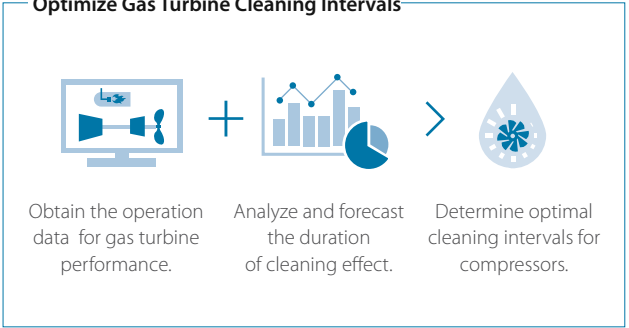 Optimize Gas Turbine Cleaning Intervals
Obtain the operation
data for gas turbine
performance.
Analyze and forecast
the duration
of cleaning effect.
Determine optimal
cleaning intervals for
compressors.